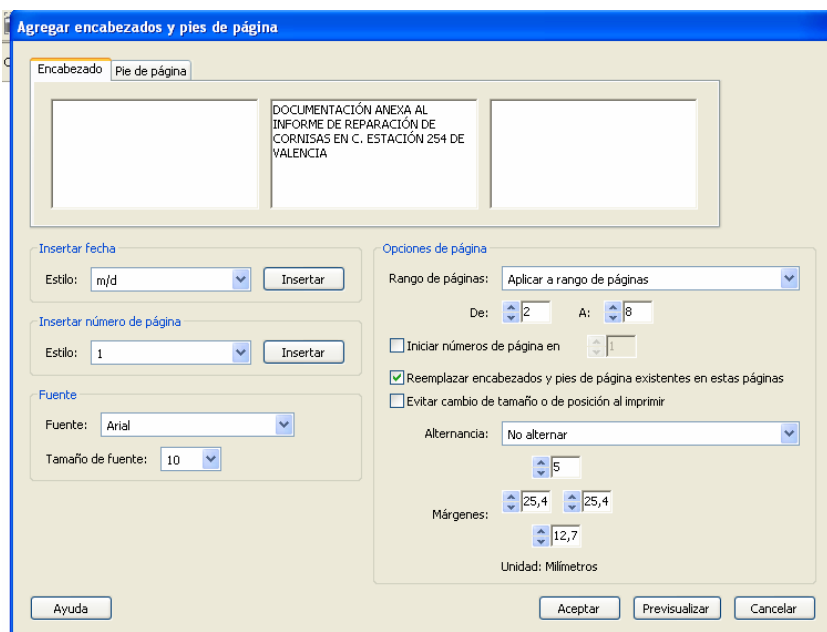 Agregar encabezados y pies de página
Encabezado
Pie de página
DOCUMENTACIÓN ANEXA AL
INFORME DE REPARACIÓN DE
CORNISAS EN C. ESTACIÓN 254 DE
VALENCIA
Insertar fecha
Estilo: m/d Insertar
Insertar número de página
Estilo: 1 Insertar
Fuente
Fuente: Arial
Tamaño de fuente: 10
Opciones de página
Rango de páginas: Aplicar a rango de páginas
De: 2 A: 8
Iniciar números de página en 1
Reemplazar encabezados y pies de página existentes en estas páginas
Evitar cambio de tamaño o de posición al imprimir
Alternancia: No alternar
5
Márgenes: 25,4 25,4
12,7
Unidad: Milímetros
Ayuda Aceptar Previsualizar Cancelar